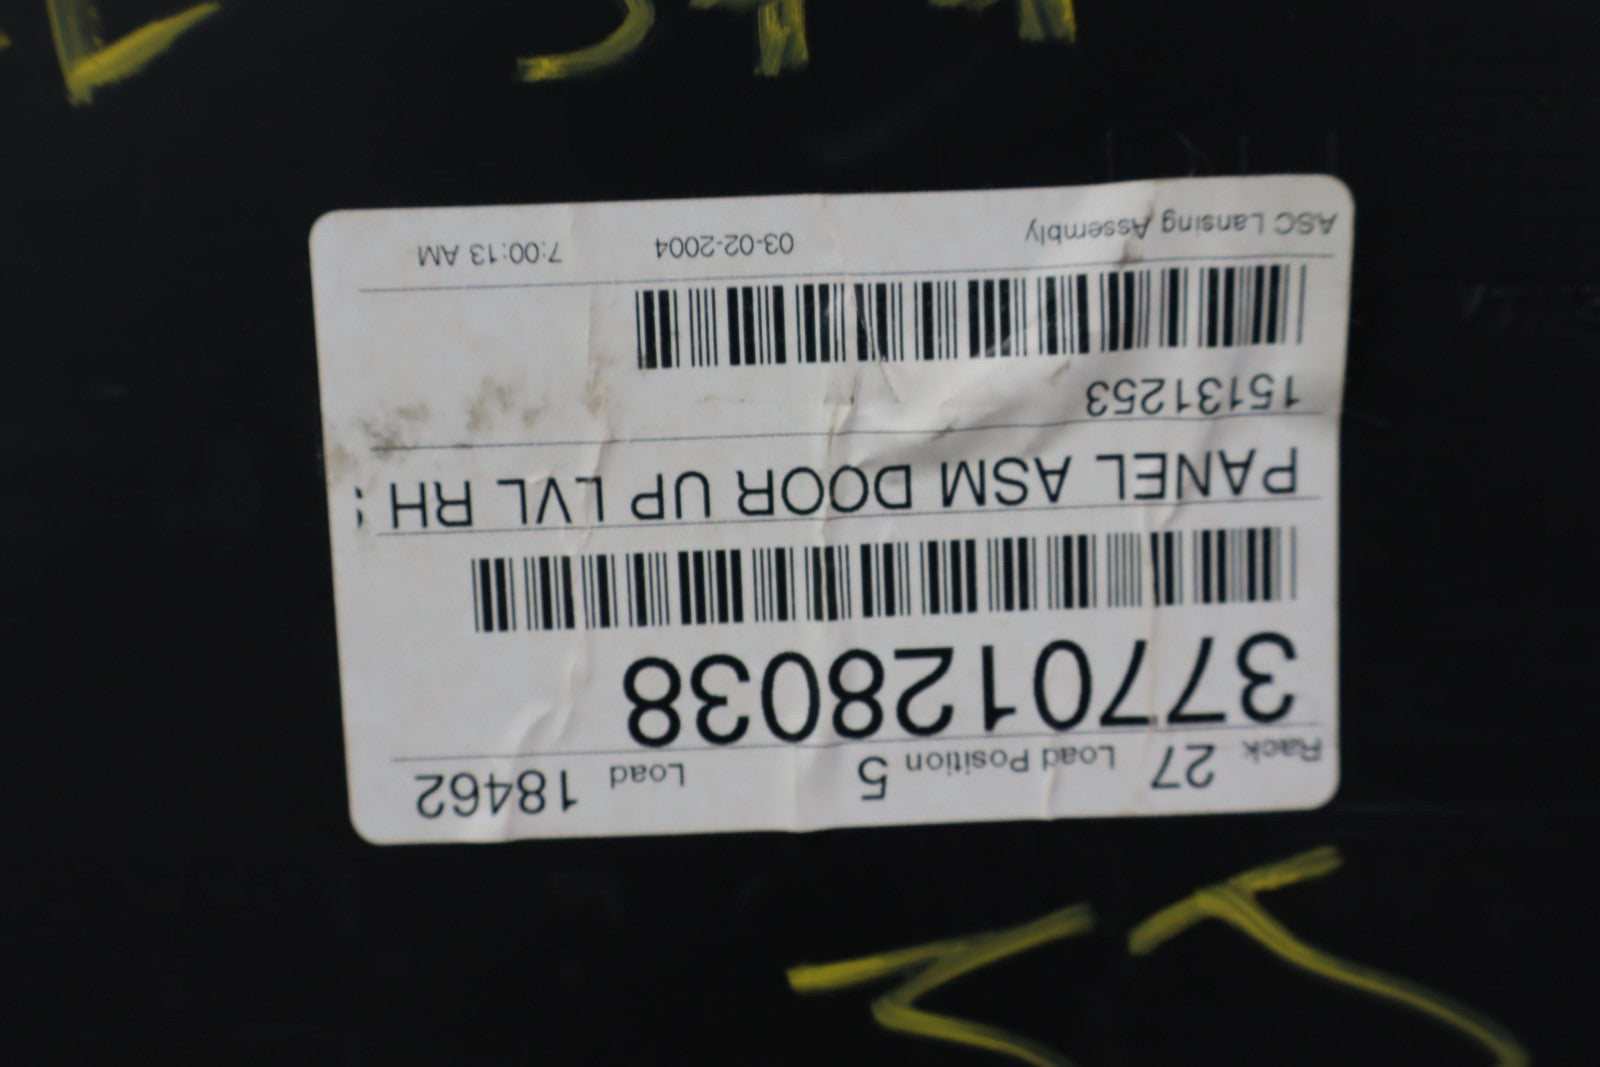 Rack 27 Load Position 5 Load 18462
3770128038
PANEL ASM DOOR UP LVL RH
15131253
ASC Lansing Assembly 03-02-2004 7:00:13 AM